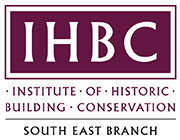 IHBC
· INSTITUTE · OF · HISTORIC ·
BUILDING · CONSERVATION
SOUTH EAST BRANCH